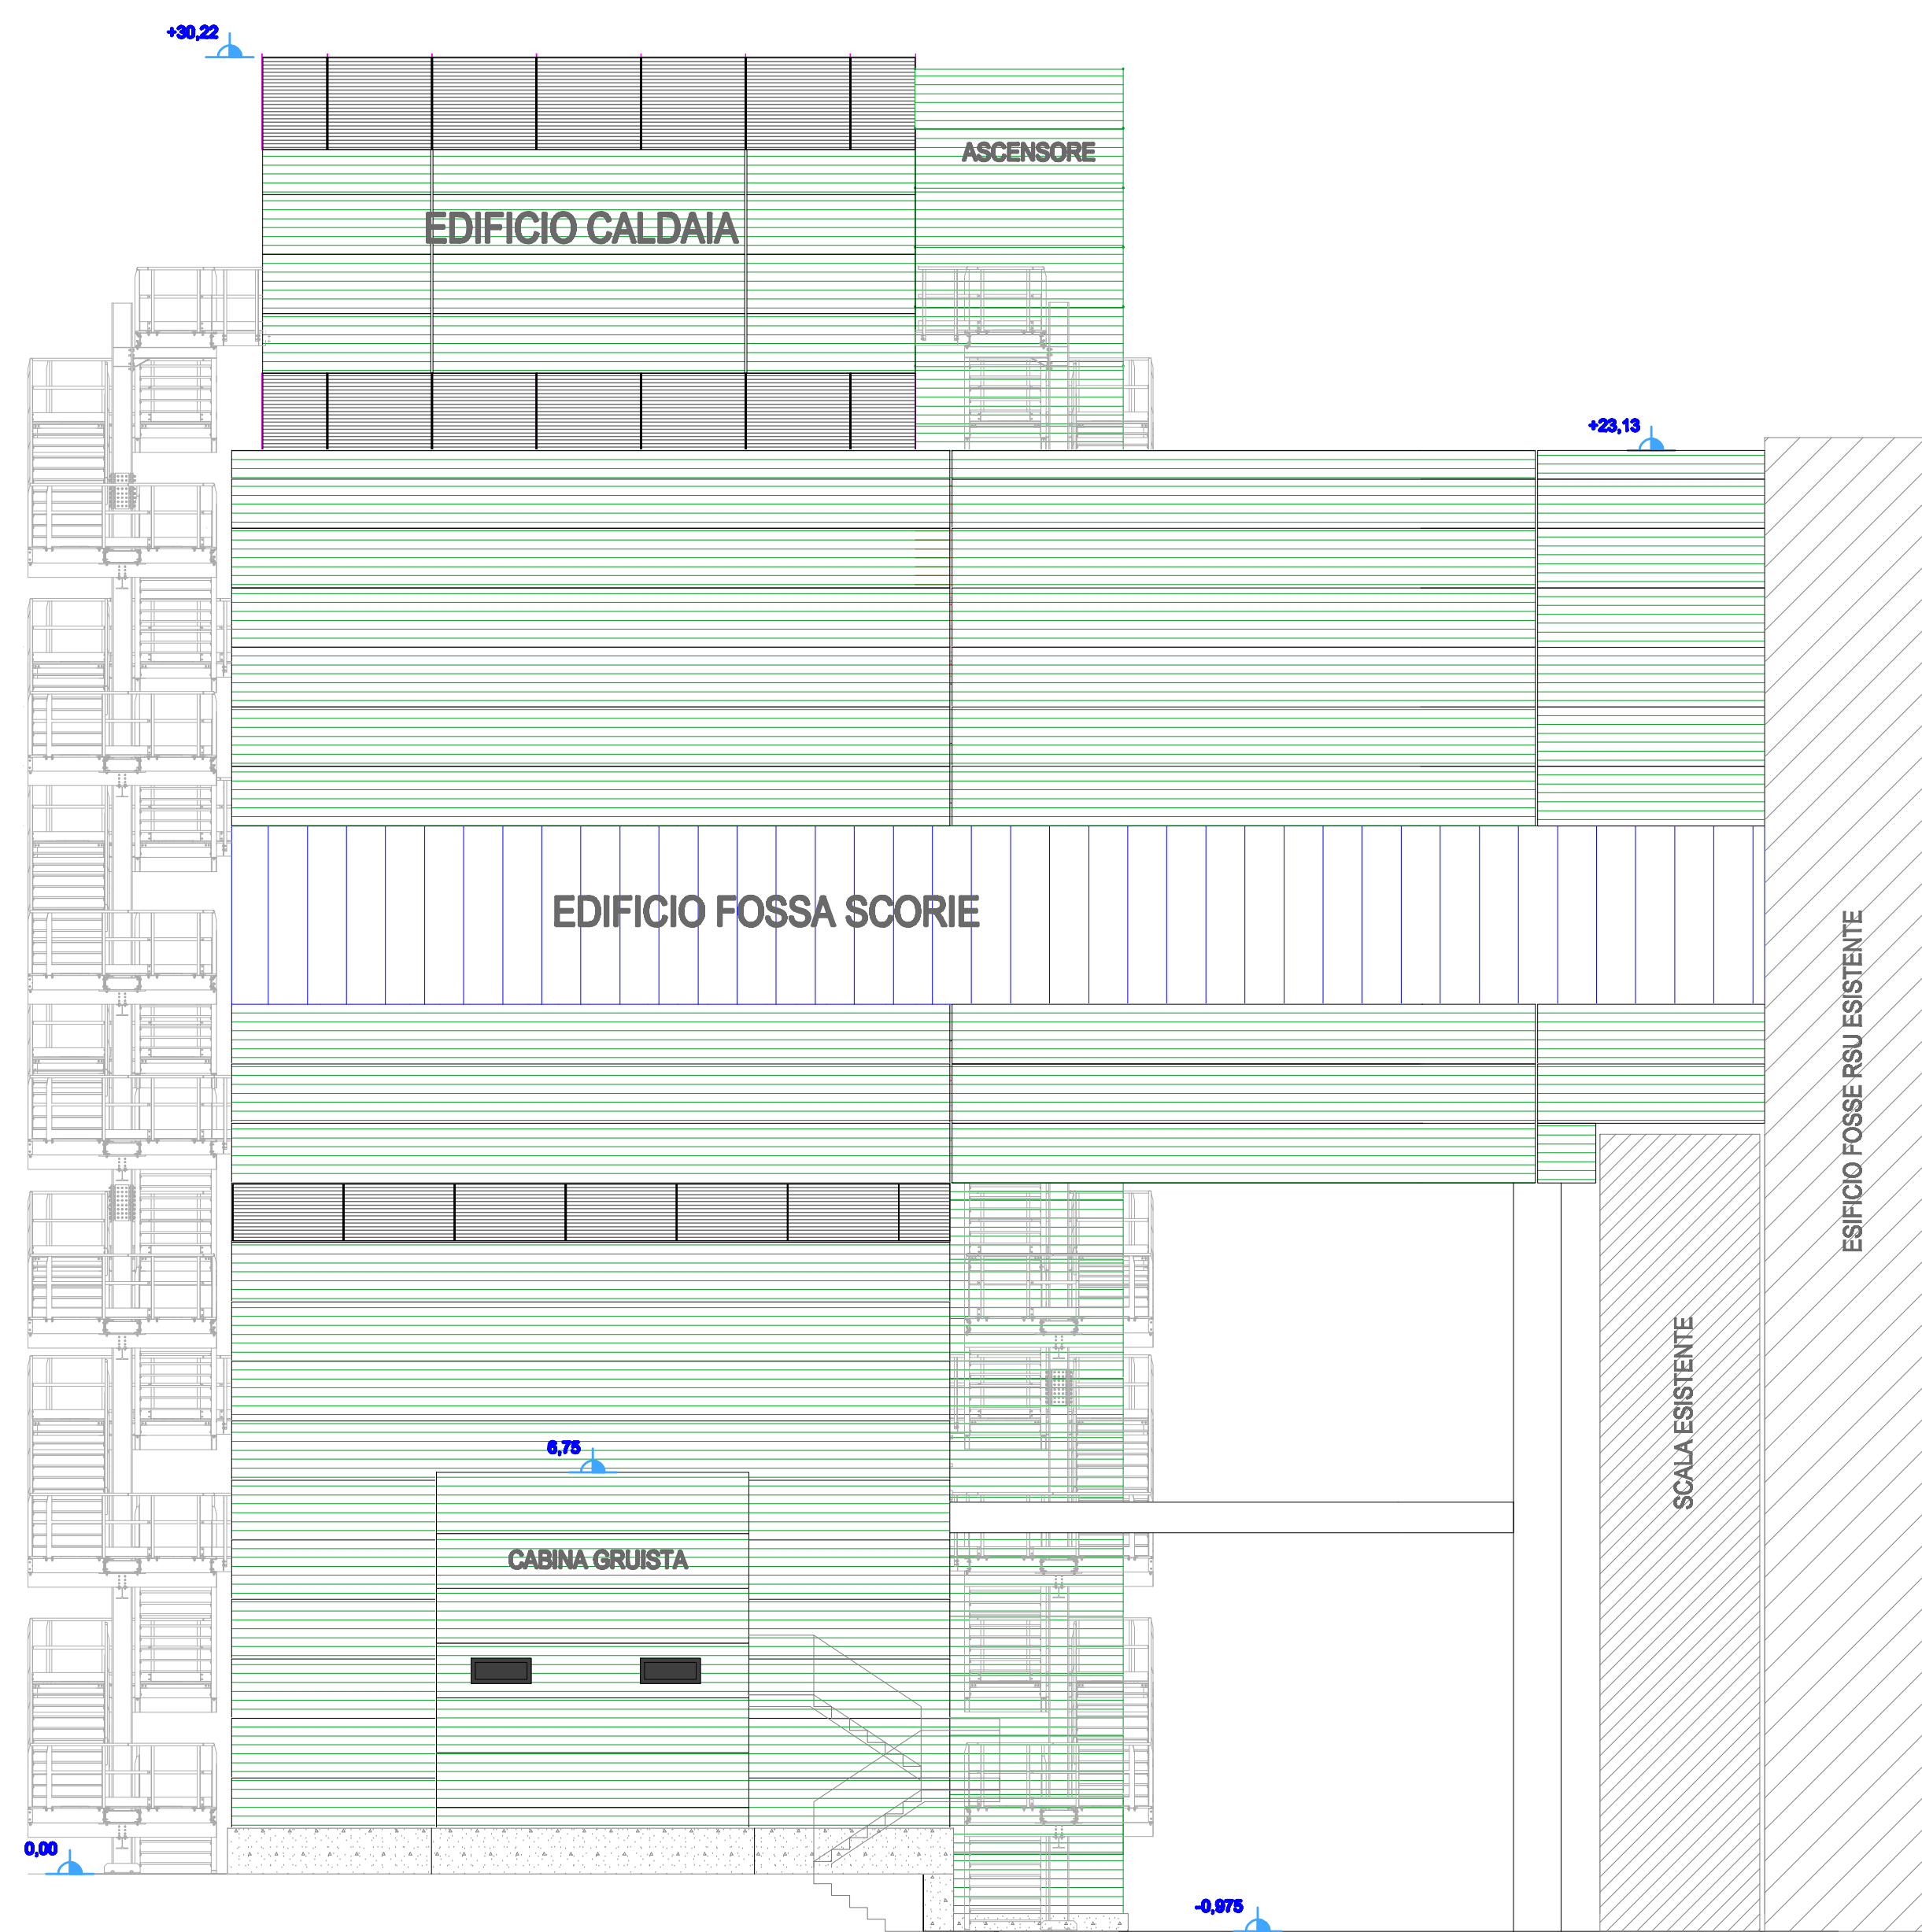 +30,22
ASCENSORE
EDIFICIO CALDAIA
+23,13
EDIFICIO FOSSA SCORIE
ESIFICIO FOSSE RSU ESISTENTE
SCALA ESISTENTE
6,75
CABINA GRUISTA
0,00
-0,975